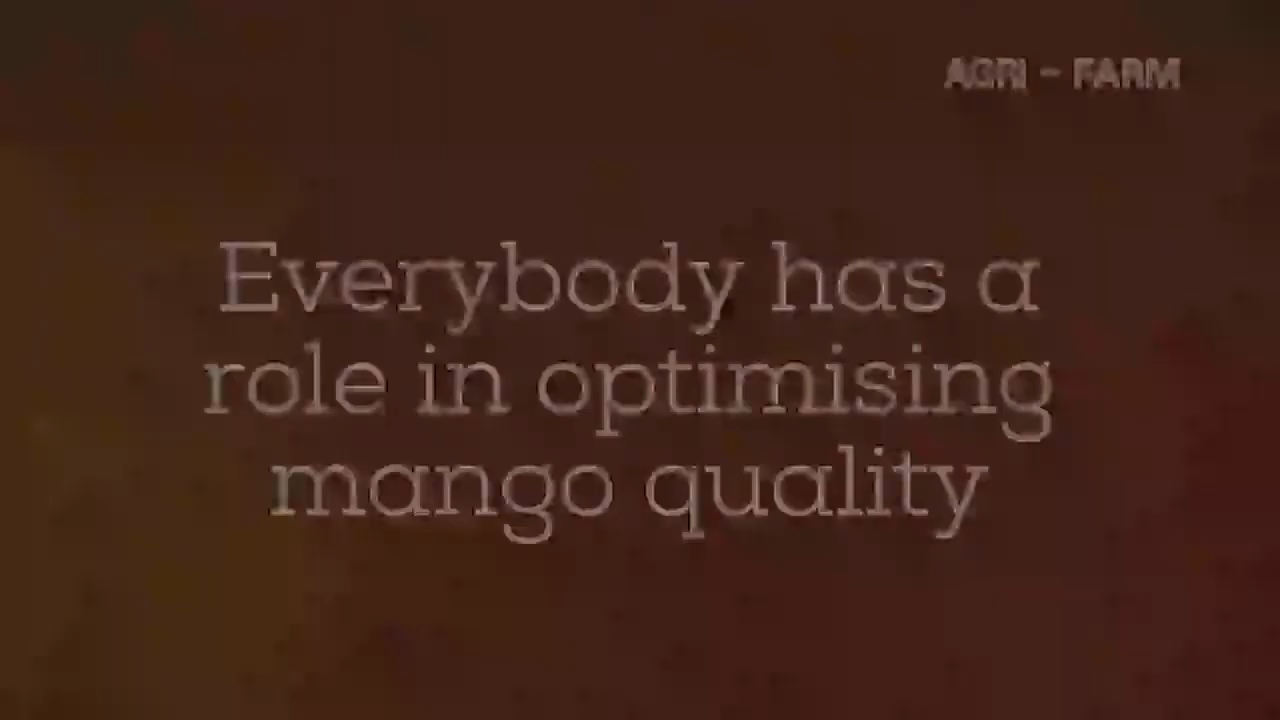 AGRI - FARM
Everybody has a
role in optimising
mango quality